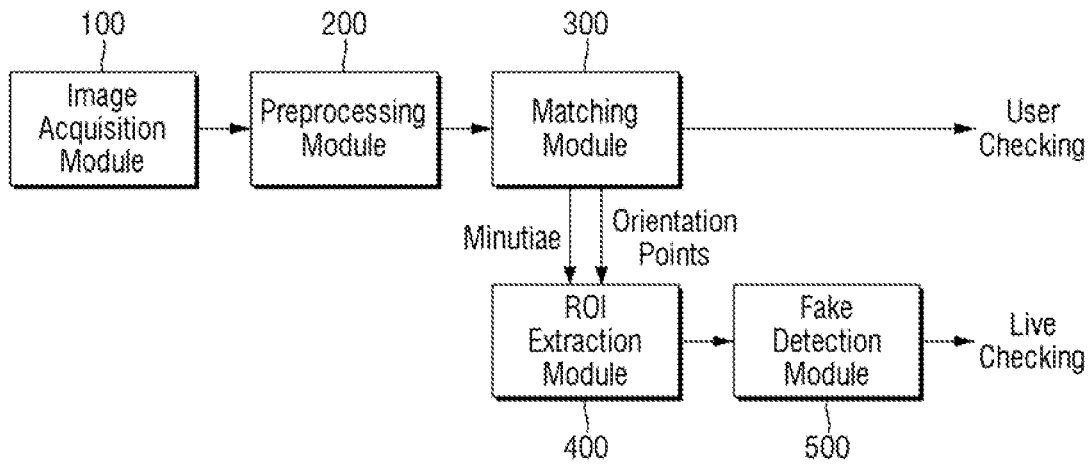 100
200
300
Image
Acquisition
Module
Preprocessing
Module
Matching
Module
User
Checking
Minutiae
Orientation
Points
ROI
Extraction
Module
Fake
Detection
Module
Live
Checking
400
500